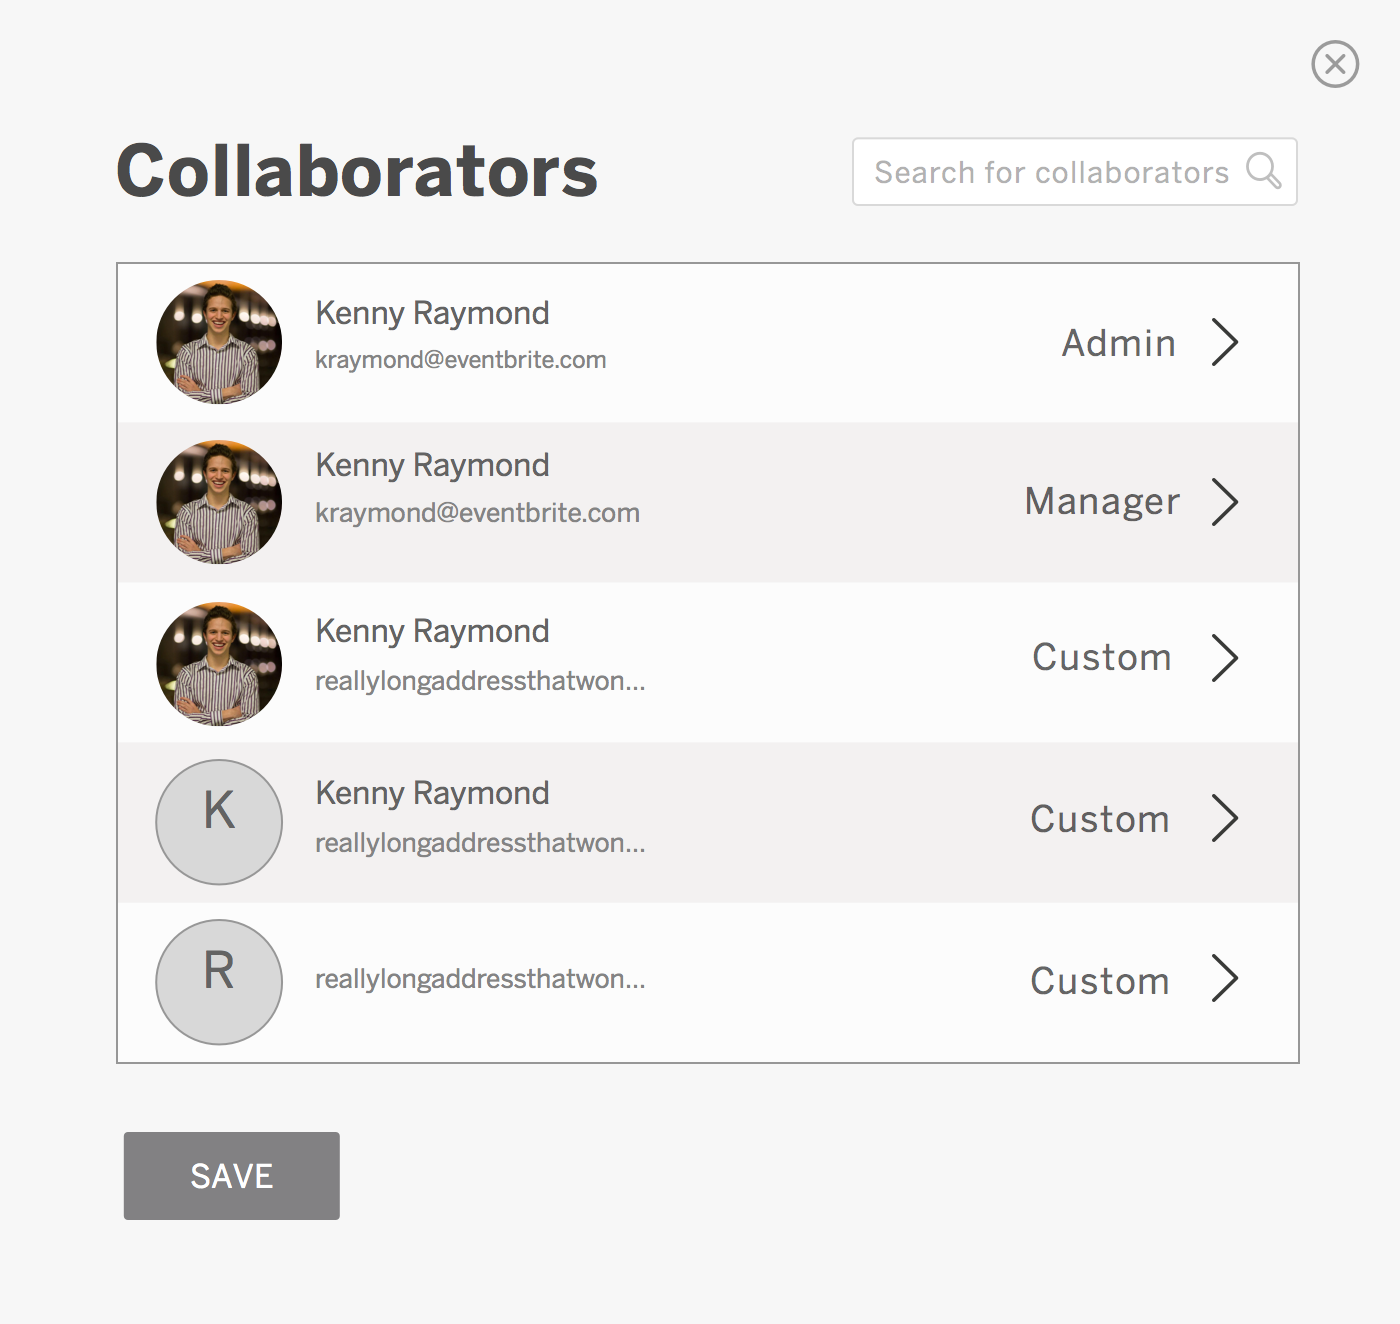 Collaborators
Search for collaborators
Kenny Raymond
kraymond@eventbrite.com
Admin
Kenny Raymond
kraymond@eventbrite.com
Manager
Kenny Raymond
reallylongaddressthatwon...
Custom
K
Kenny Raymond
reallylongaddressthatwon...
Custom
R
reallylongaddressthatwon...
Custom
SAVE